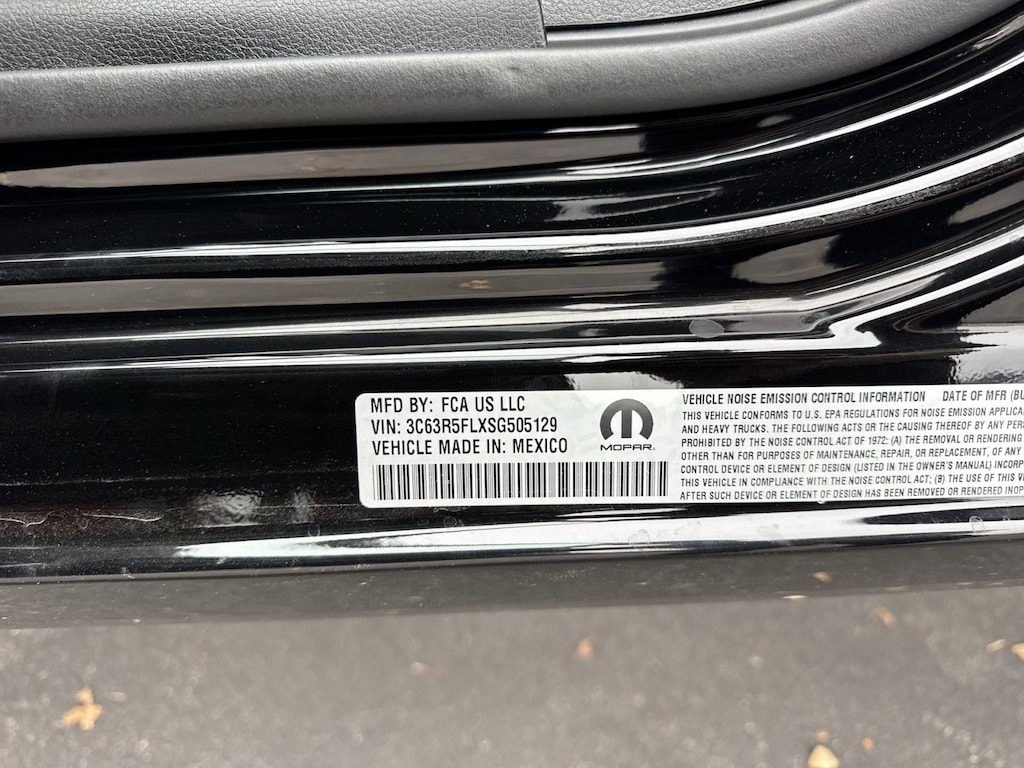 MFD BY: FCA US LLC
VIN: 3C63R5FLXSG505129
VEHICLE MADE IN: MEXICO
MOPAR
VEHICLE NOISE EMISSION CONTROL INFORMATION DATE OF MFR (BU
THIS VEHICLE CONFORMS TO U.S. EPA REGULATIONS FOR NOISE EMISSION APPLICA
AND HEAVY TRUCKS. THE FOLLOWING ACTS OR THE CAUSING THEREOF BY ANY PERS
PROHIBITED BY THE NOISE CONTROL ACT OF 1972: (A) THE REMOVAL OR RENDERING
OTHER THAN FOR PURPOSES OF MAINTENANCE, REPAIR, OR REPLACEMENT, OF ANY
CONTROL DEVICE OR ELEMENT OF DESIGN (LISTED IN THE OWNER'S MANUAL) INCORP
THIS VEHICLE IN COMPLIANCE WITH THE NOISE CONTROL ACT; (B) THE USE OF THIS V
AFTER SUCH DEVICE OR ELEMENT OF DESIGN HAS BEEN REMOVED OR RENDERED INOP